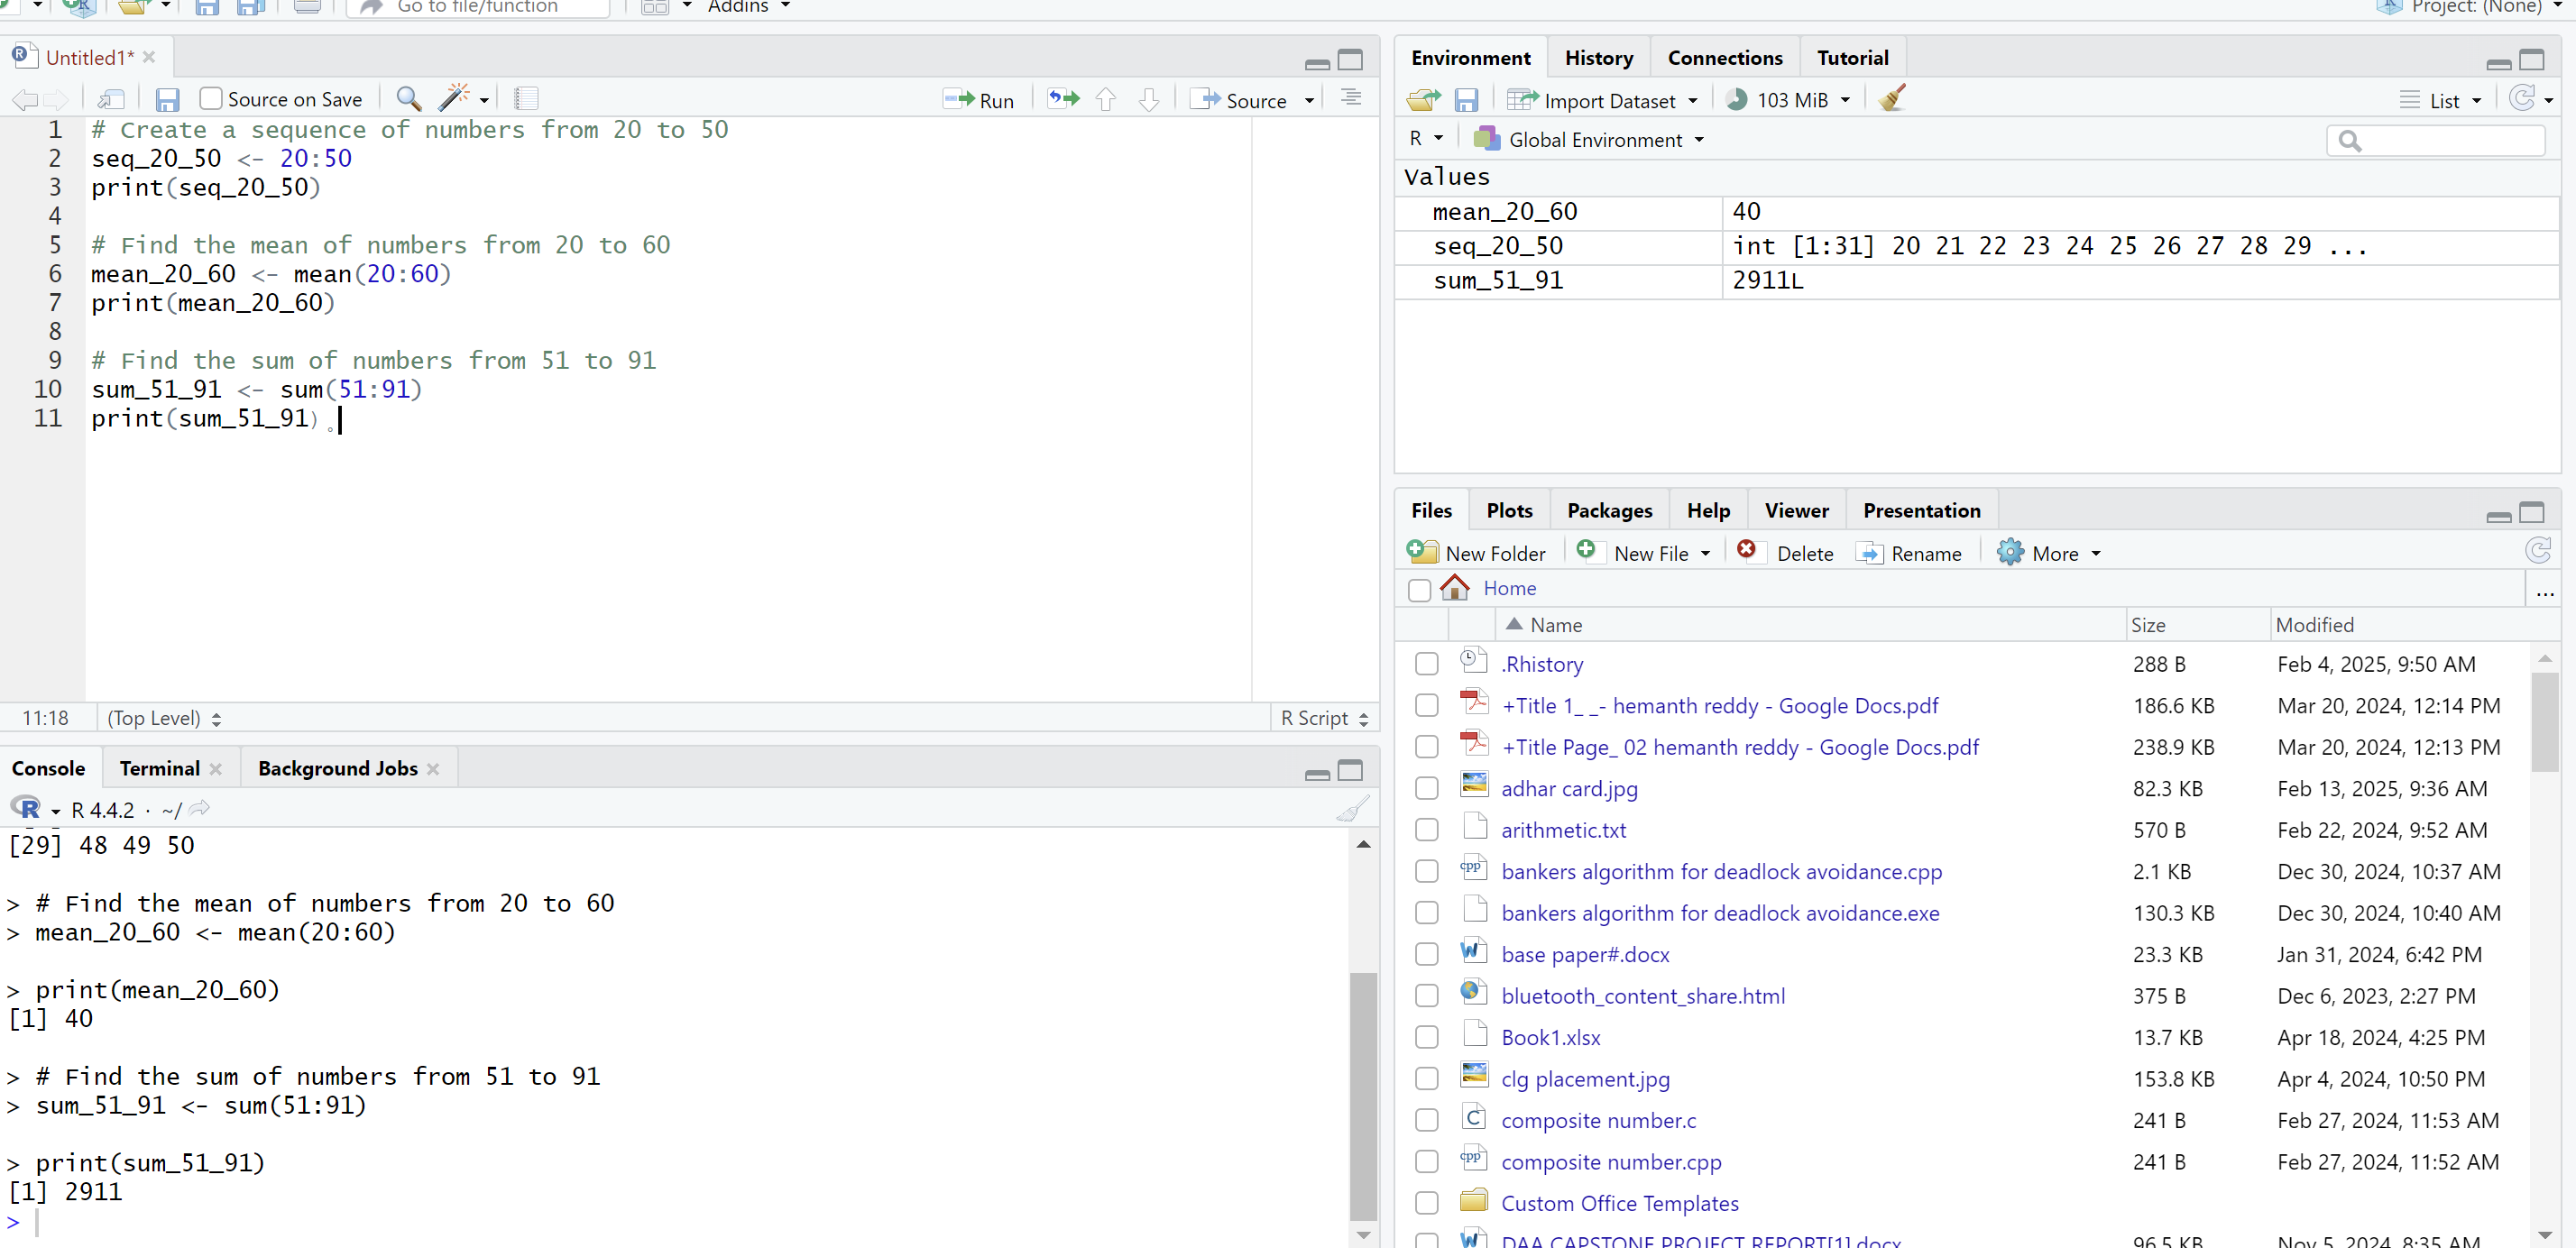 Go to file/function
Addins
Project: (None)
Untitled1*
Source on Save
Run
Source
1 # Create a sequence of numbers from 20 to 50
2 seq_20_50 <- 20:50
3 print(seq_20_50)
4
5 # Find the mean of numbers from 20 to 60
6 mean_20_60 <- mean(20:60)
7 print(mean_20_60)
8
9 # Find the sum of numbers from 51 to 91
10 sum_51_91 <- sum(51:91)
11 print(sum_51_91）。
11:18 (Top Level) R Script
Console Terminal Background Jobs
R 4.4.2 · ~/
[29] 48 49 50
> # Find the mean of numbers from 20 to 60
> mean_20_60 <- mean(20:60)
> print(mean_20_60)
[1] 40
> # Find the sum of numbers from 51 to 91
> sum_51_91 <- sum(51:91)
> print(sum_51_91)
[1] 2911
>
Environment History Connections Tutorial
Import Dataset 103 MiB List
R Global Environment
Values
mean_20_60 40
seq_20_50 int [1:31] 20 21 22 23 24 25 26 27 28 29 ...
sum_51_91 2911L
Files Plots Packages Help Viewer Presentation
New Folder New File Delete Rename More
Home ...
Name Size Modified
.Rhistory 288 B Feb 4, 2025, 9:50 AM
+Title 1_ _- hemanth reddy - Google Docs.pdf 186.6 KB Mar 20, 2024, 12:14 PM
+Title Page_ 02 hemanth reddy - Google Docs.pdf 238.9 KB Mar 20, 2024, 12:13 PM
adhar card.jpg 82.3 KB Feb 13, 2025, 9:36 AM
arithmetic.txt 570 B Feb 22, 2024, 9:52 AM
cpp bankers algorithm for deadlock avoidance.cpp 2.1 KB Dec 30, 2024, 10:37 AM
bankers algorithm for deadlock avoidance.exe 130.3 KB Dec 30, 2024, 10:40 AM
base paper#.docx 23.3 KB Jan 31, 2024, 6:42 PM
bluetooth_content_share.html 375 B Dec 6, 2023, 2:27 PM
Book1.xlsx 13.7 KB Apr 18, 2024, 4:25 PM
clg placement.jpg 153.8 KB Apr 4, 2024, 10:50 PM
C composite number.c 241 B Feb 27, 2024, 11:53 AM
cpp composite number.cpp 241 B Feb 27, 2024, 11:52 AM
Custom Office Templates
DAA CAPSTONE PROJECT REPORT[1].docx 96.5 KB Nov 5, 2024, 8:35 AM